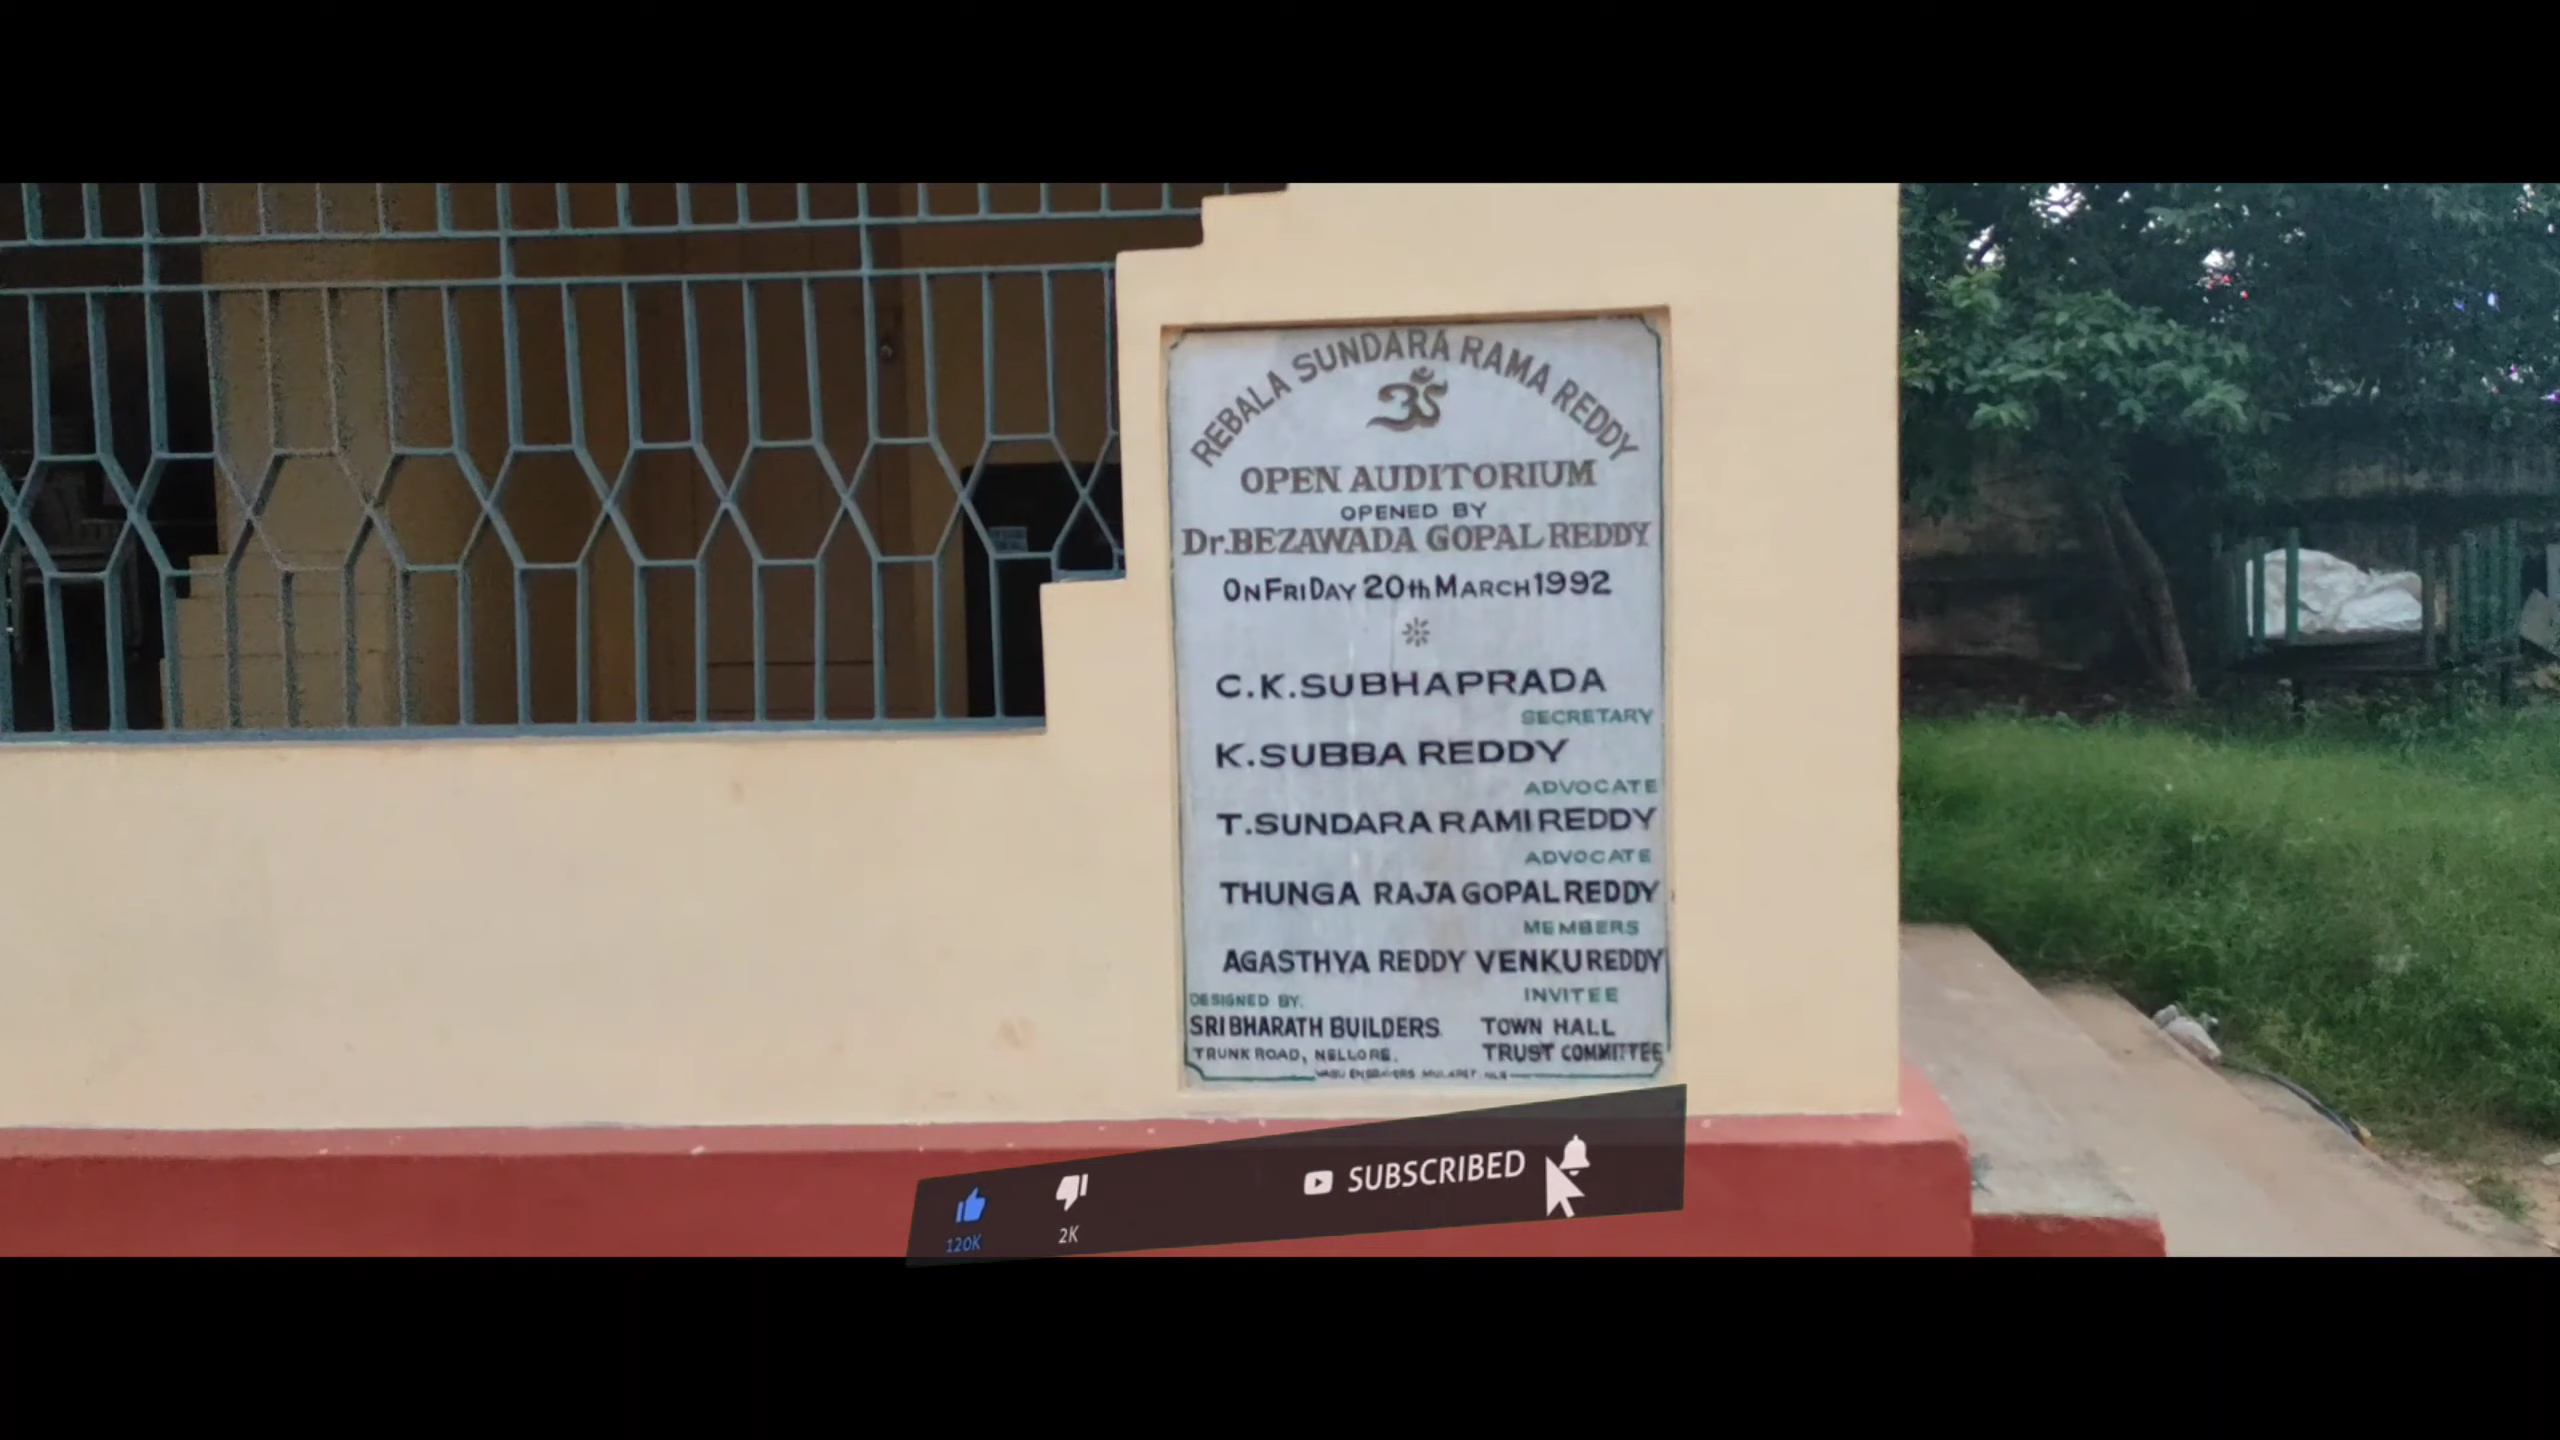 REBALA SUNDARA RAMA REDDY
ॐ
OPEN AUDITORIUM
OPENED BY
Dr.BEZAWADA GOPAL REDDY
ON FRIDAY 20th MARCH 1992
C.K.SUBHAPRADA
SECRETARY
K.SUBBA REDDY
ADVOCATE
T.SUNDARA RAMI REDDY
ADVOCATE
THUNGA RAJAGOPAL REDDY
MEMBERS
AGASTHYA REDDY VENKU REDDY
INVITEE
DESIGNED BY.
SRI BHARATH BUILDERS
TRUNK ROAD, NELLORE.
TOWN HALL
TRUST COMMITTEE
120K
2K
SUBSCRIBED